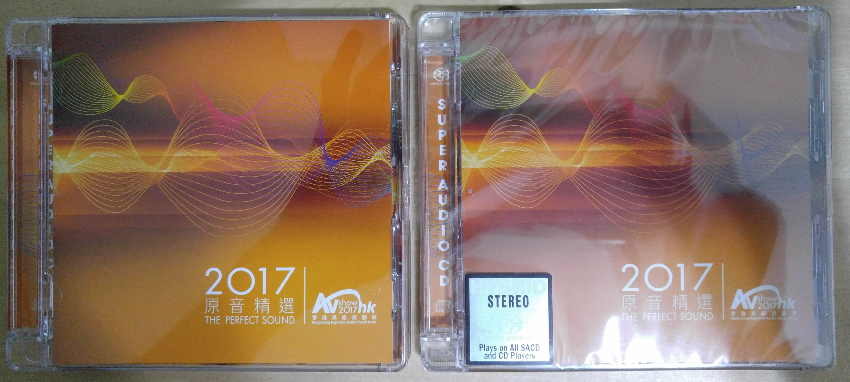 2017
原音精選
THE PERFECT SOUND
AV show 2017 hk
SUPER AUDIO CD
2017
原音精選
THE PERFECT SOUND
AV show 2017 hk
STEREO
Plays on All SACD
and CD Players